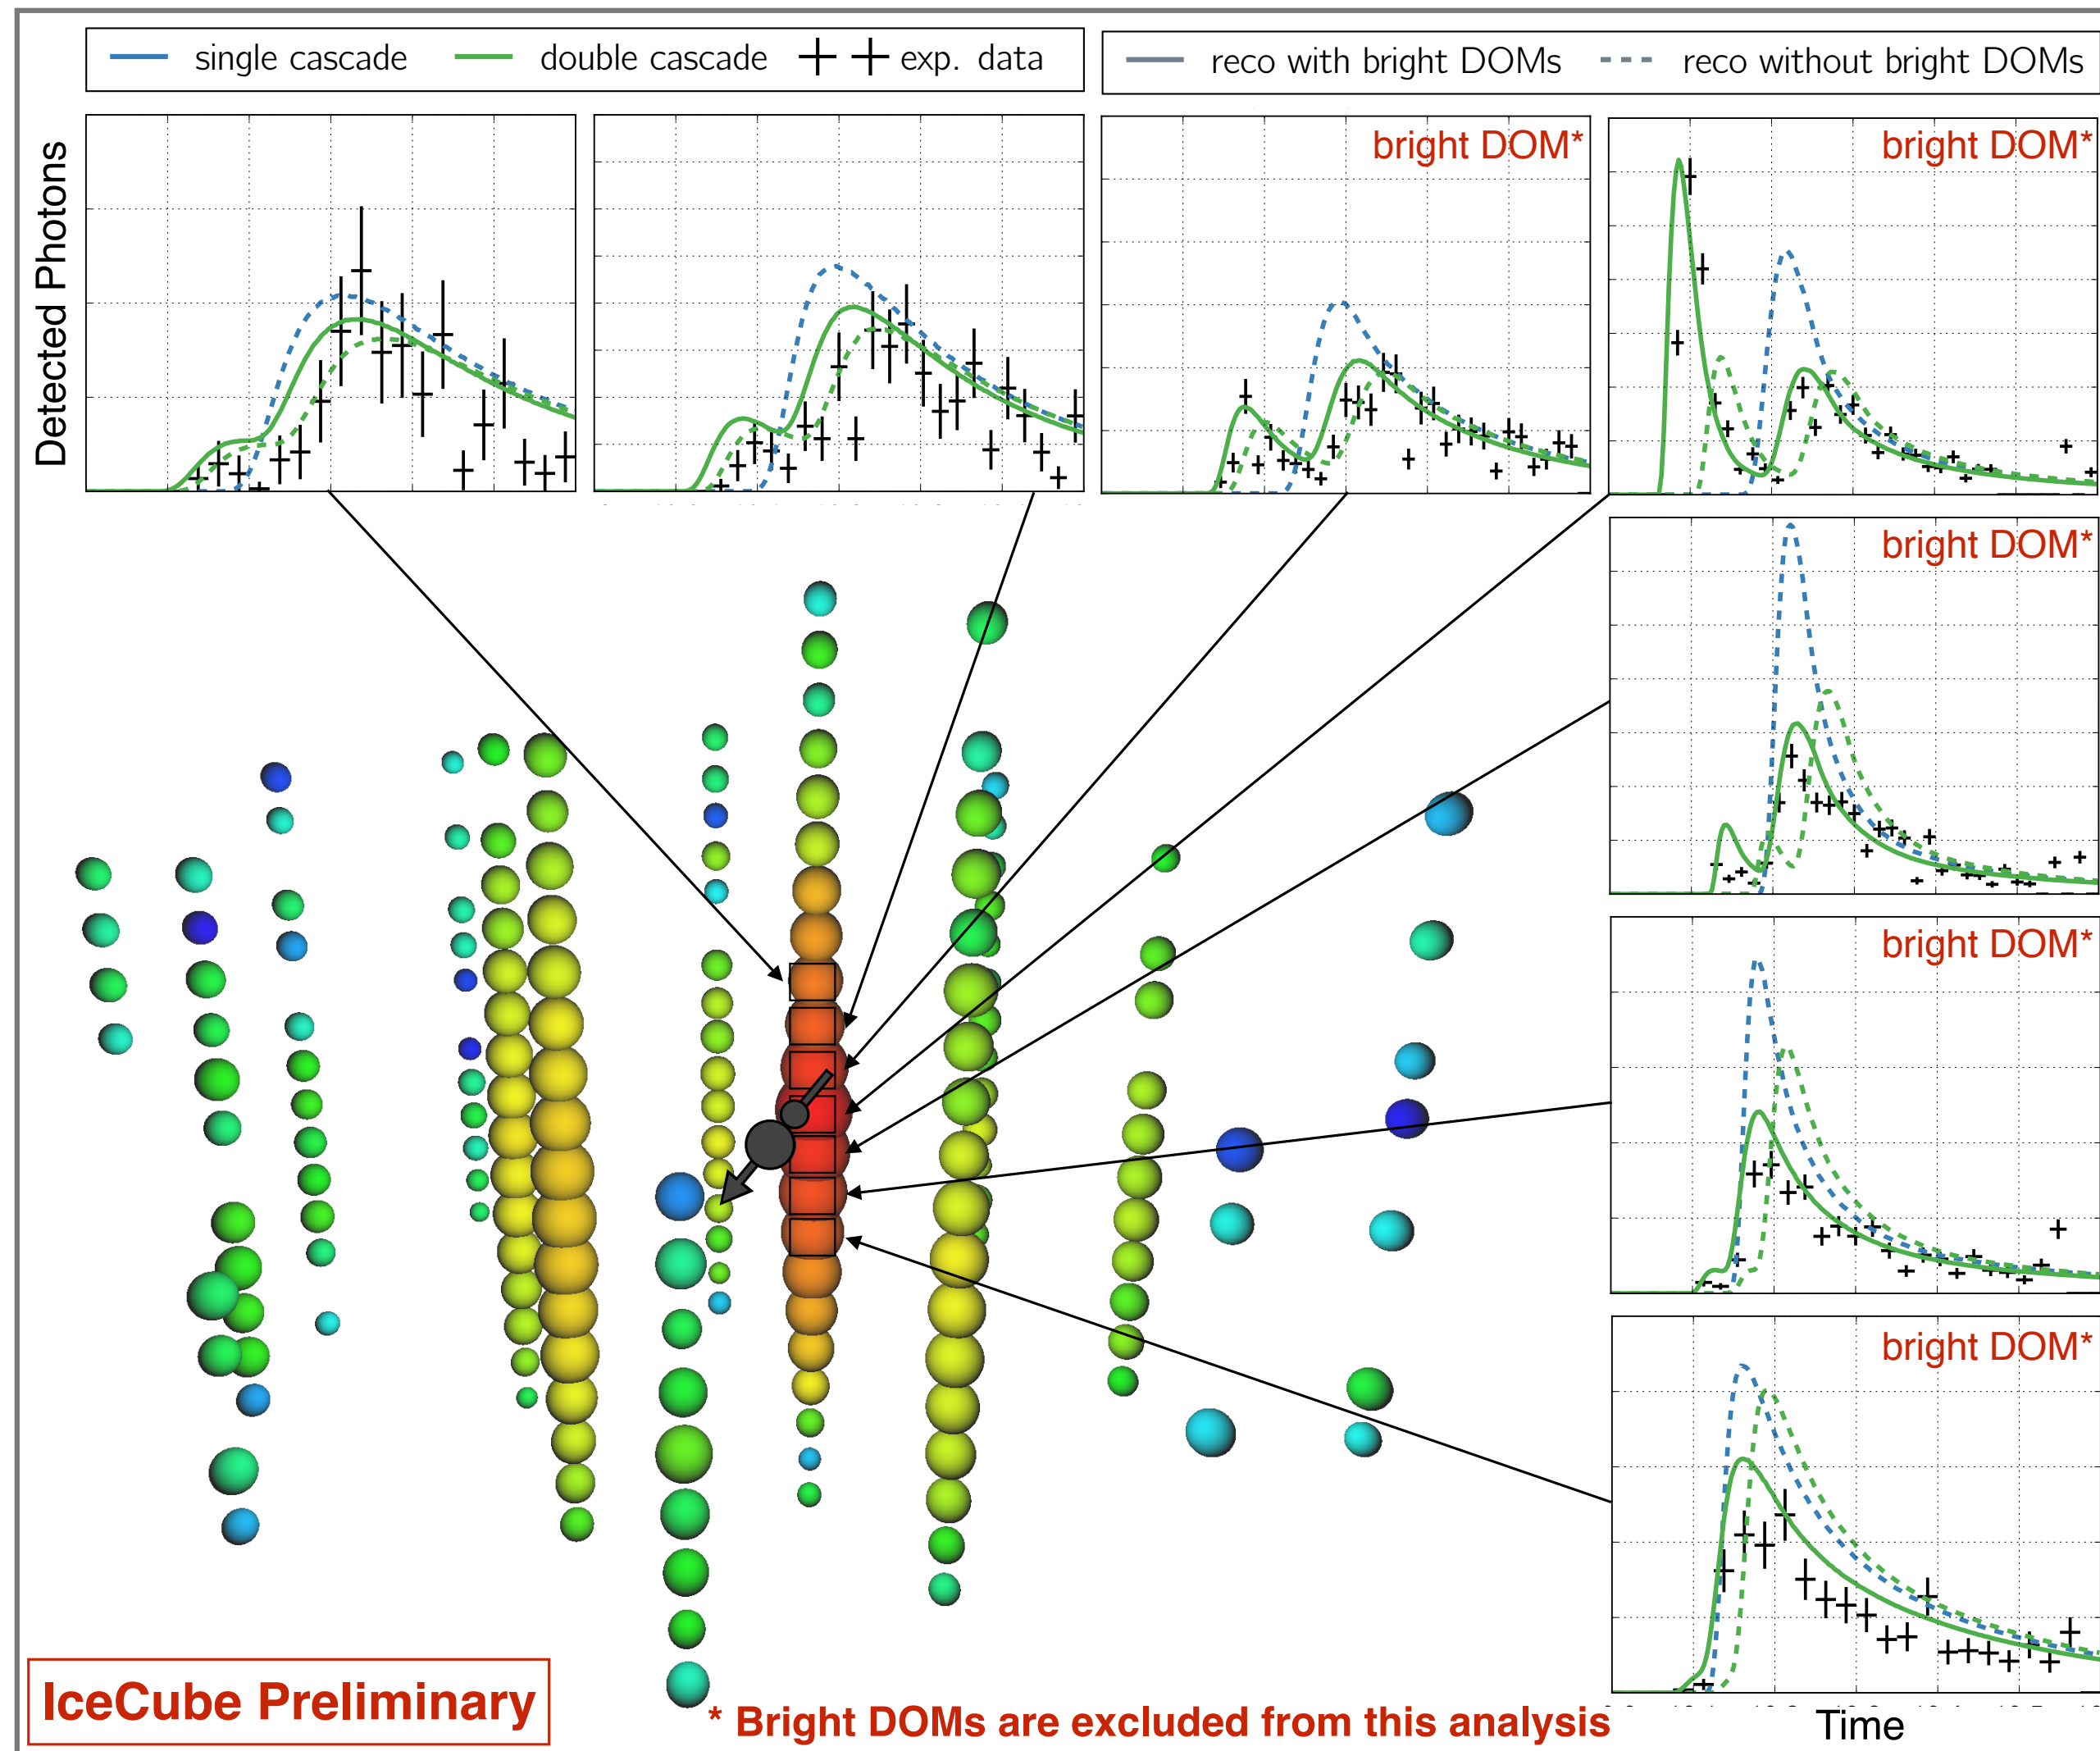 single cascade double cascade exp. data
reco with bright DOMs reco without bright DOMs
Detected Photons
bright DOM*
bright DOM*
bright DOM*
bright DOM*
bright DOM*
IceCube Preliminary
* Bright DOMs are excluded from this analysis
Time